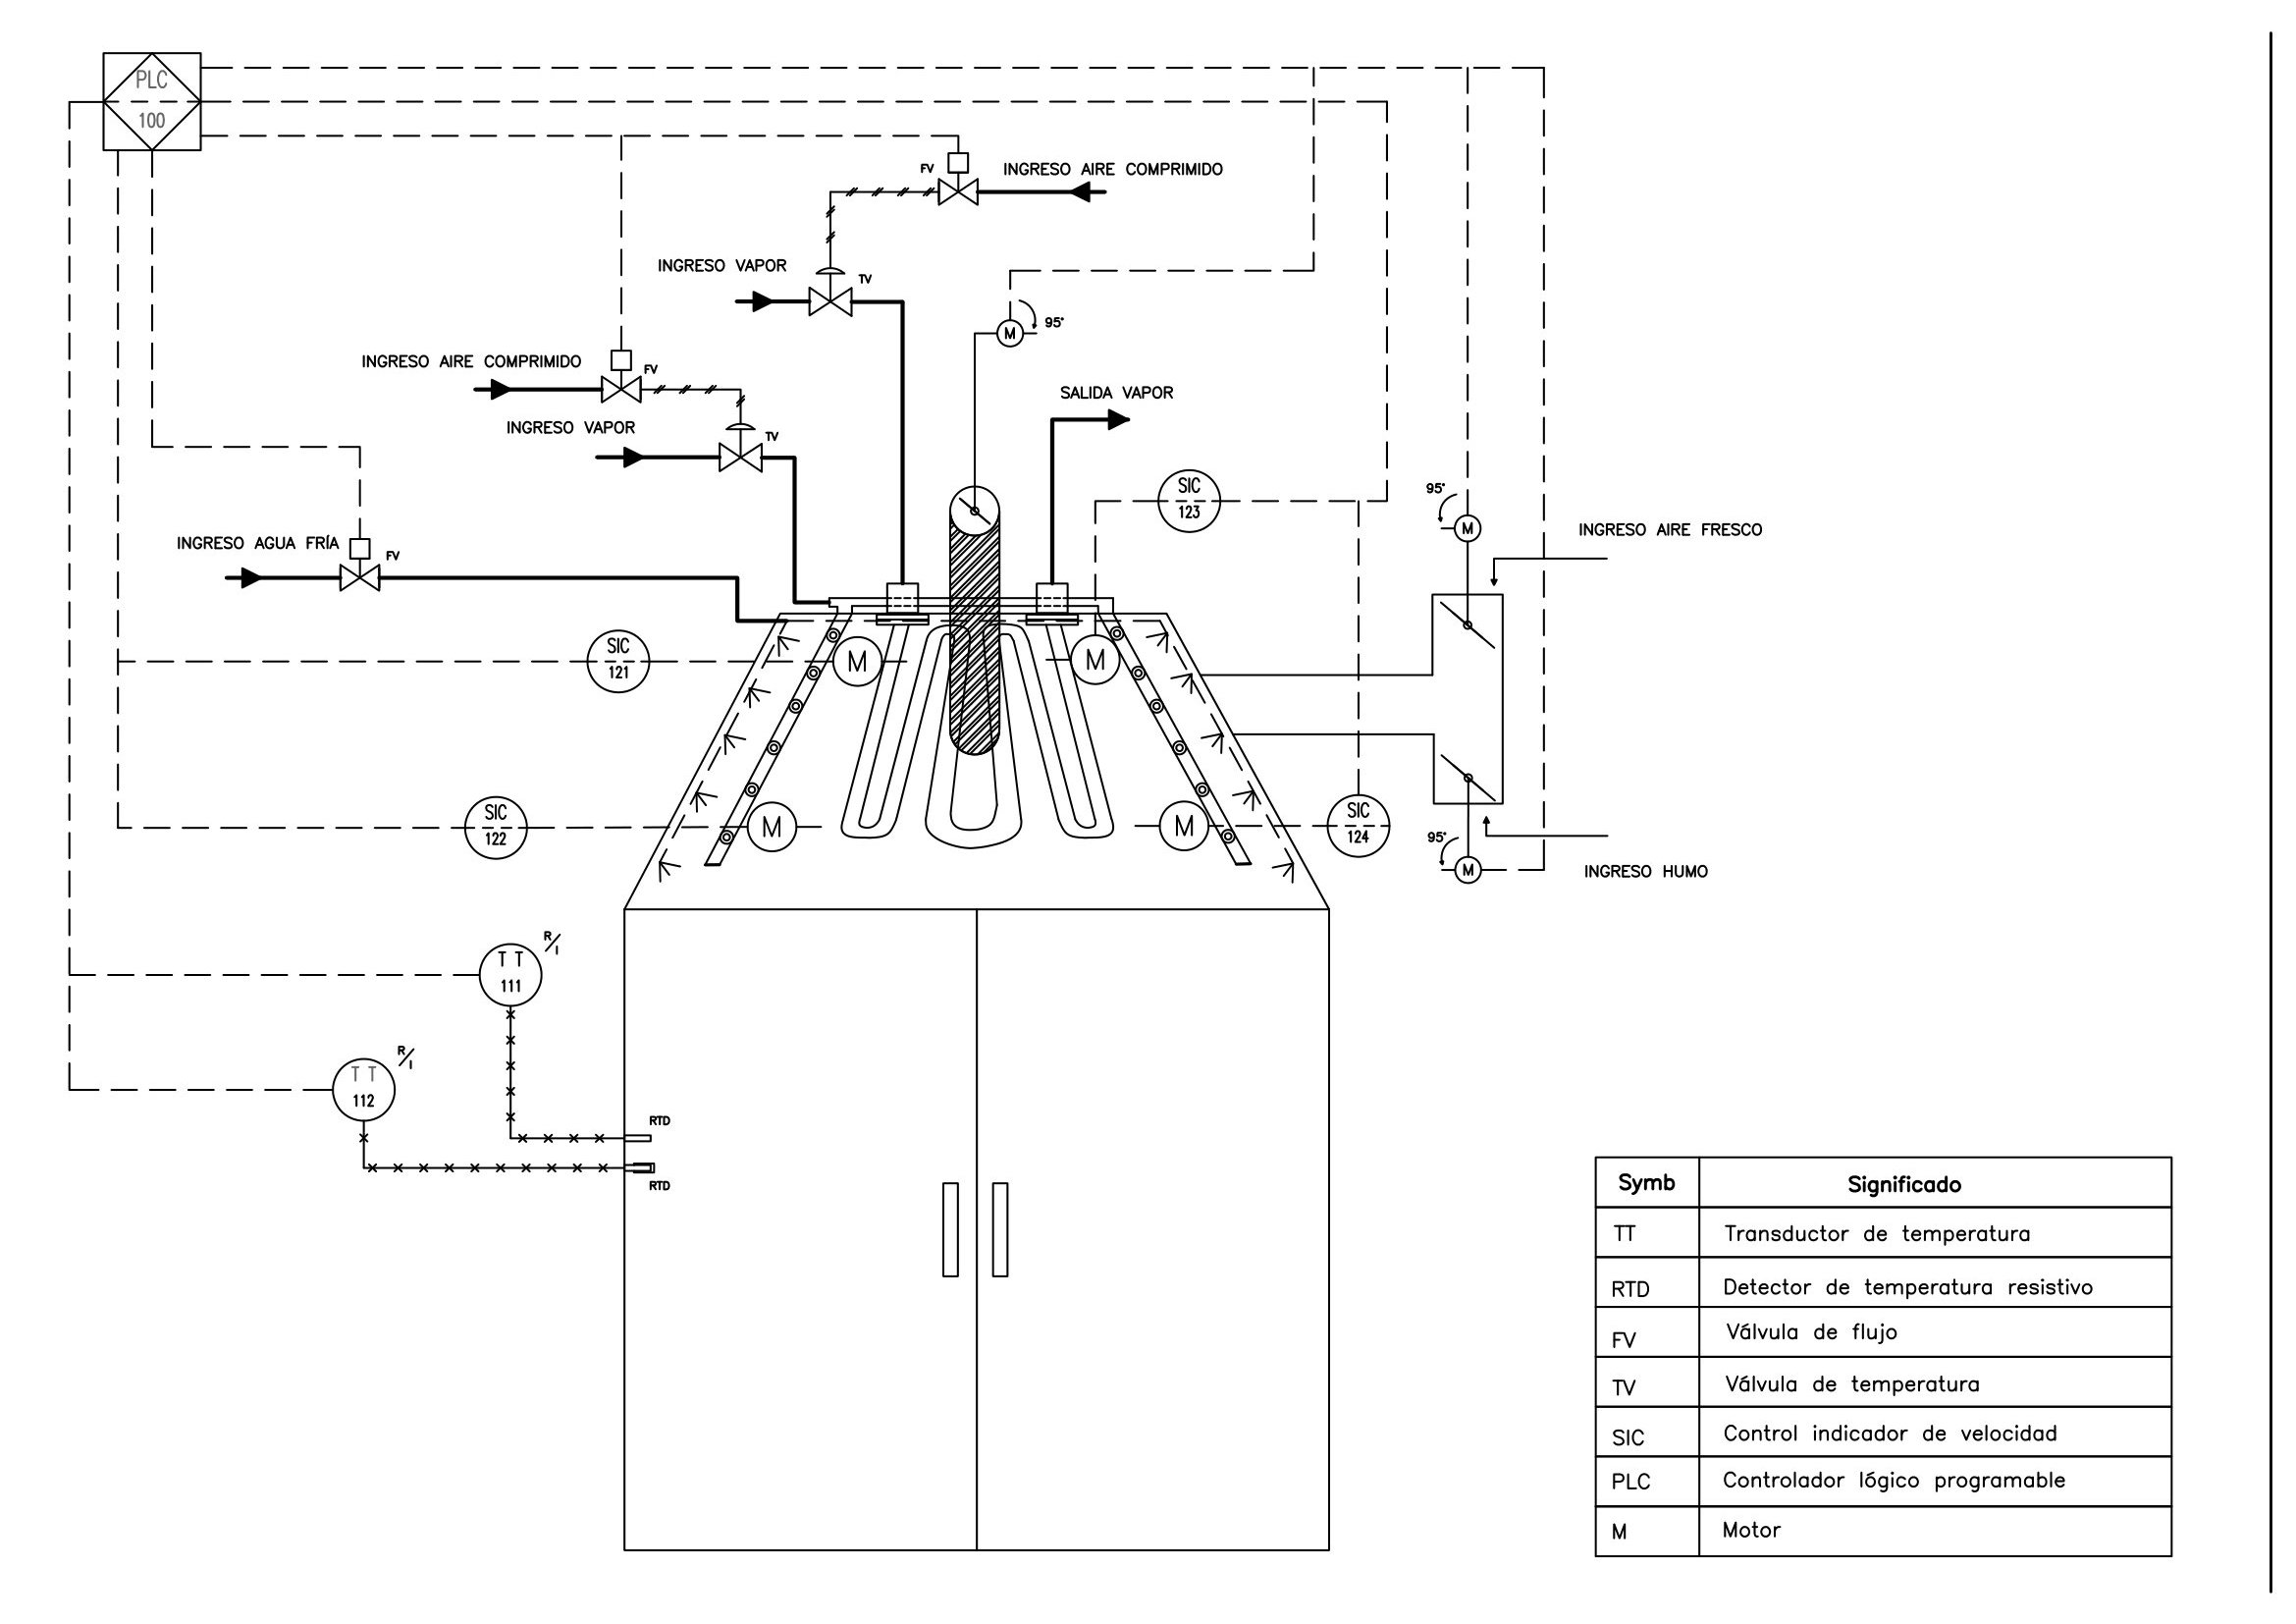 PLC
100
FV
INGRESO AIRE COMPRIMIDO
INGRESO VAPOR
TV
M
95°
INGRESO AIRE COMPRIMIDO
FV
SALIDA VAPOR
INGRESO VAPOR
TV
SIC
123
95°
M
INGRESO AIRE FRESCO
INGRESO AGUA FRÍA
FV
SIC
121
M
M
SIC
122
M
M
SIC
124
95°
M
INGRESO HUMO
T T
111
R/I
T T
112
R/I
RTD
RTD
Symb Significado
TT Transductor de temperatura
RTD Detector de temperatura resistivo
FV Válvula de flujo
TV Válvula de temperatura
SIC Control indicador de velocidad
PLC Controlador lógico programable
M Motor